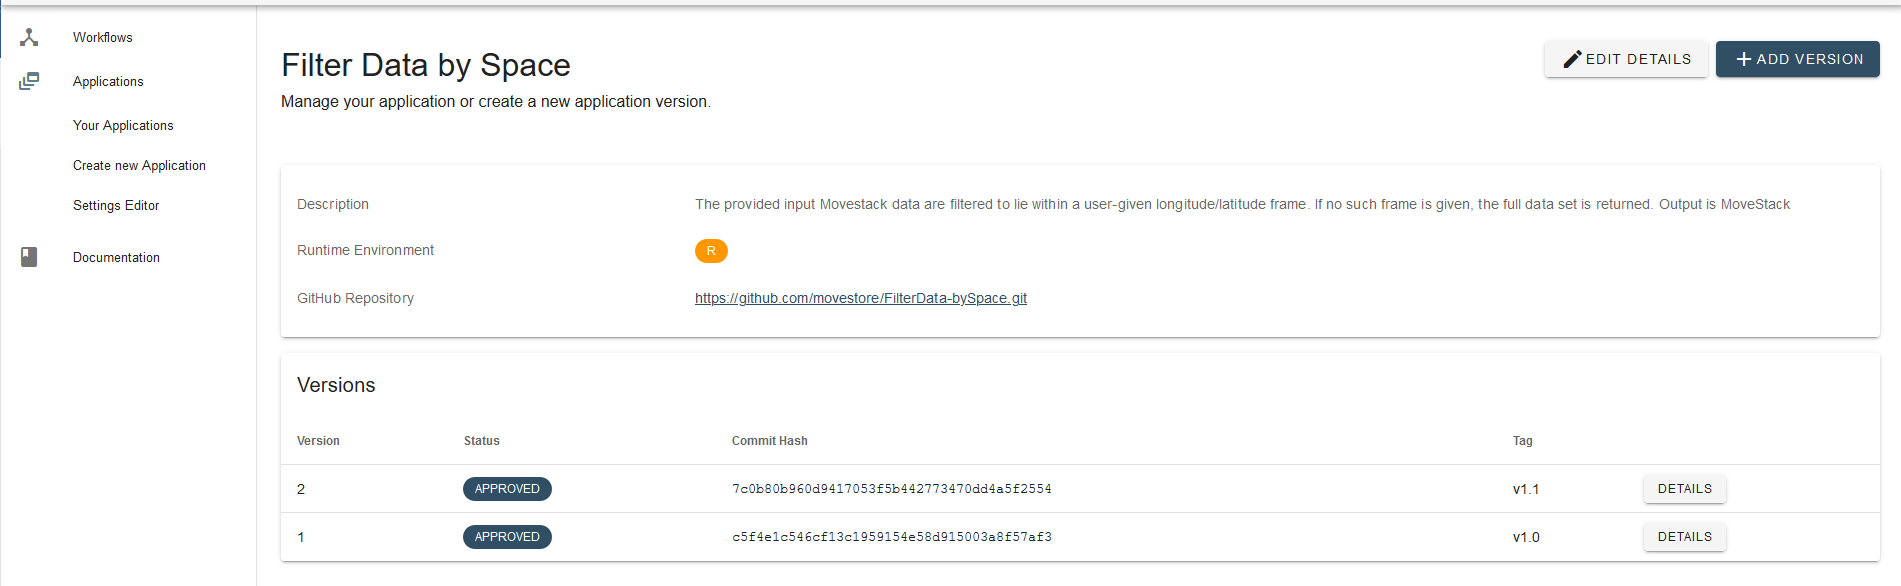 Workflows
Applications
Your Applications
Create new Application
Settings Editor
Documentation
Filter Data by Space
Manage your application or create a new application version.
EDIT DETAILS
ADD VERSION
Description The provided input Movestack data are filtered to lie within a user-given longitude/latitude frame. If no such frame is given, the full data set is returned. Output is MoveStack
Runtime Environment R
GitHub Repository https://github.com/movestore/FilterData-bySpace.git
Versions
Version Status Commit Hash Tag
2 APPROVED 7c0b80b960d9417053f5b442773470dd4a5f2554 v1.1 DETAILS
1 APPROVED c5f4e1c546cf13c1959154e58d915003a8f57af3 v1.0 DETAILS